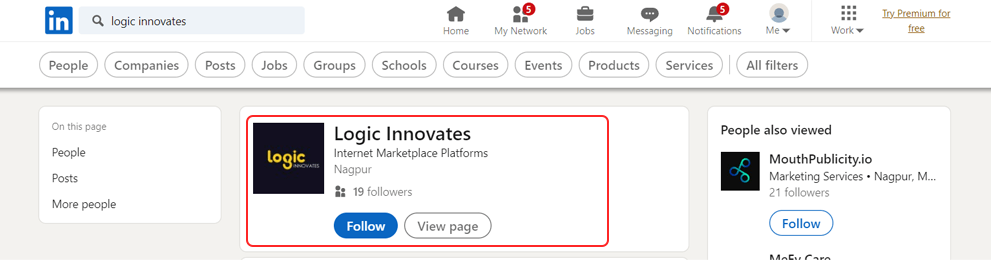 in
logic innovates
Home
5
My Network
Jobs
Messaging
5
Notifications
Me
Work
Try Premium for
free
People
Companies
Posts
Jobs
Groups
Schools
Courses
Events
Products
Services
All filters
On this page
People
Posts
More people
logic INNOVATES
Logic Innovates
Internet Marketplace Platforms
Nagpur
19 followers
Follow
View page
People also viewed
MouthPublicity.io
Marketing Services • Nagpur, M...
21 followers
Follow
MeFy Care